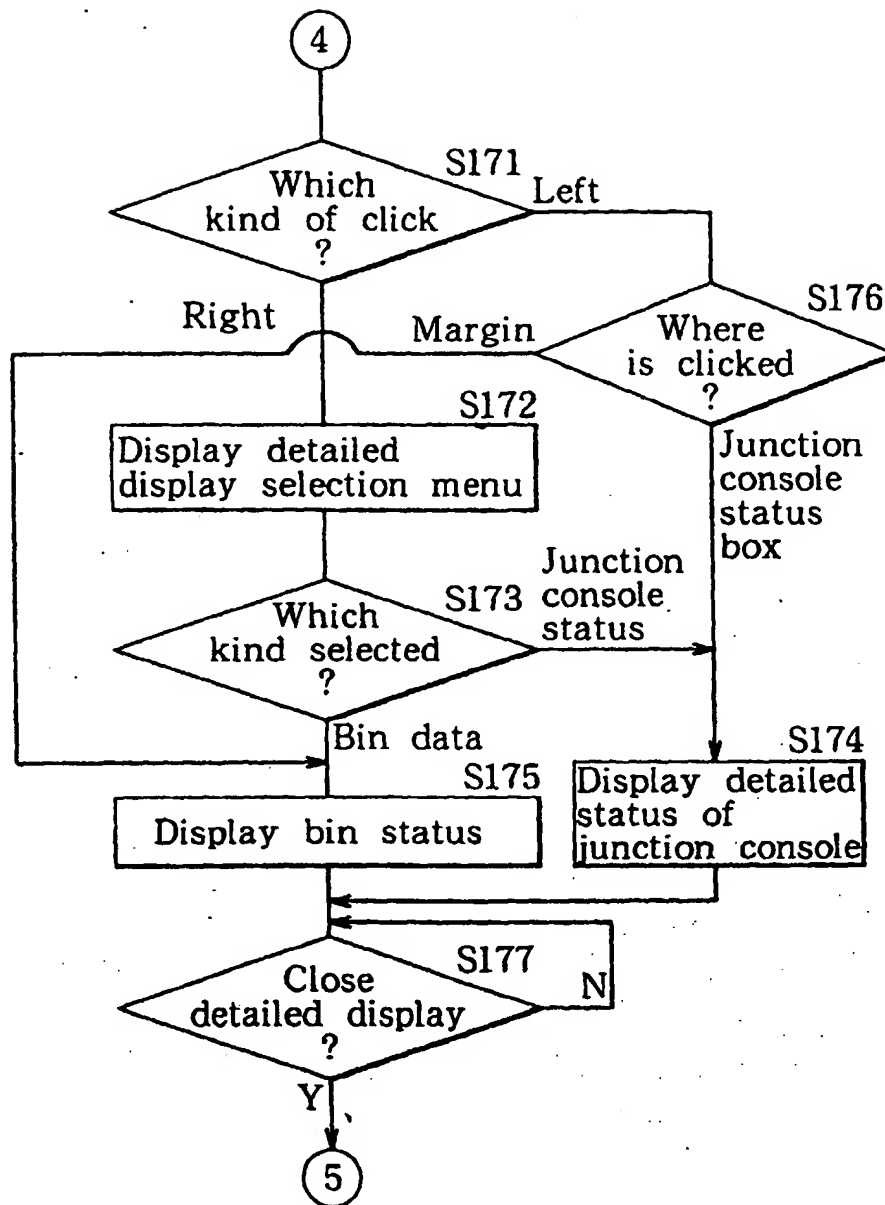 4
S171
Which
kind of click
?
Left
S176
Right
Margin
Where
is clicked
?
S172
Display detailed
display selection menu
Junction
console
status
box
S173
Which
kind selected
?
Junction
console
status
Bin data
S175
Display bin status
S174
Display detailed
status of
junction console
S177
Close
detailed display
?
N
Y
5